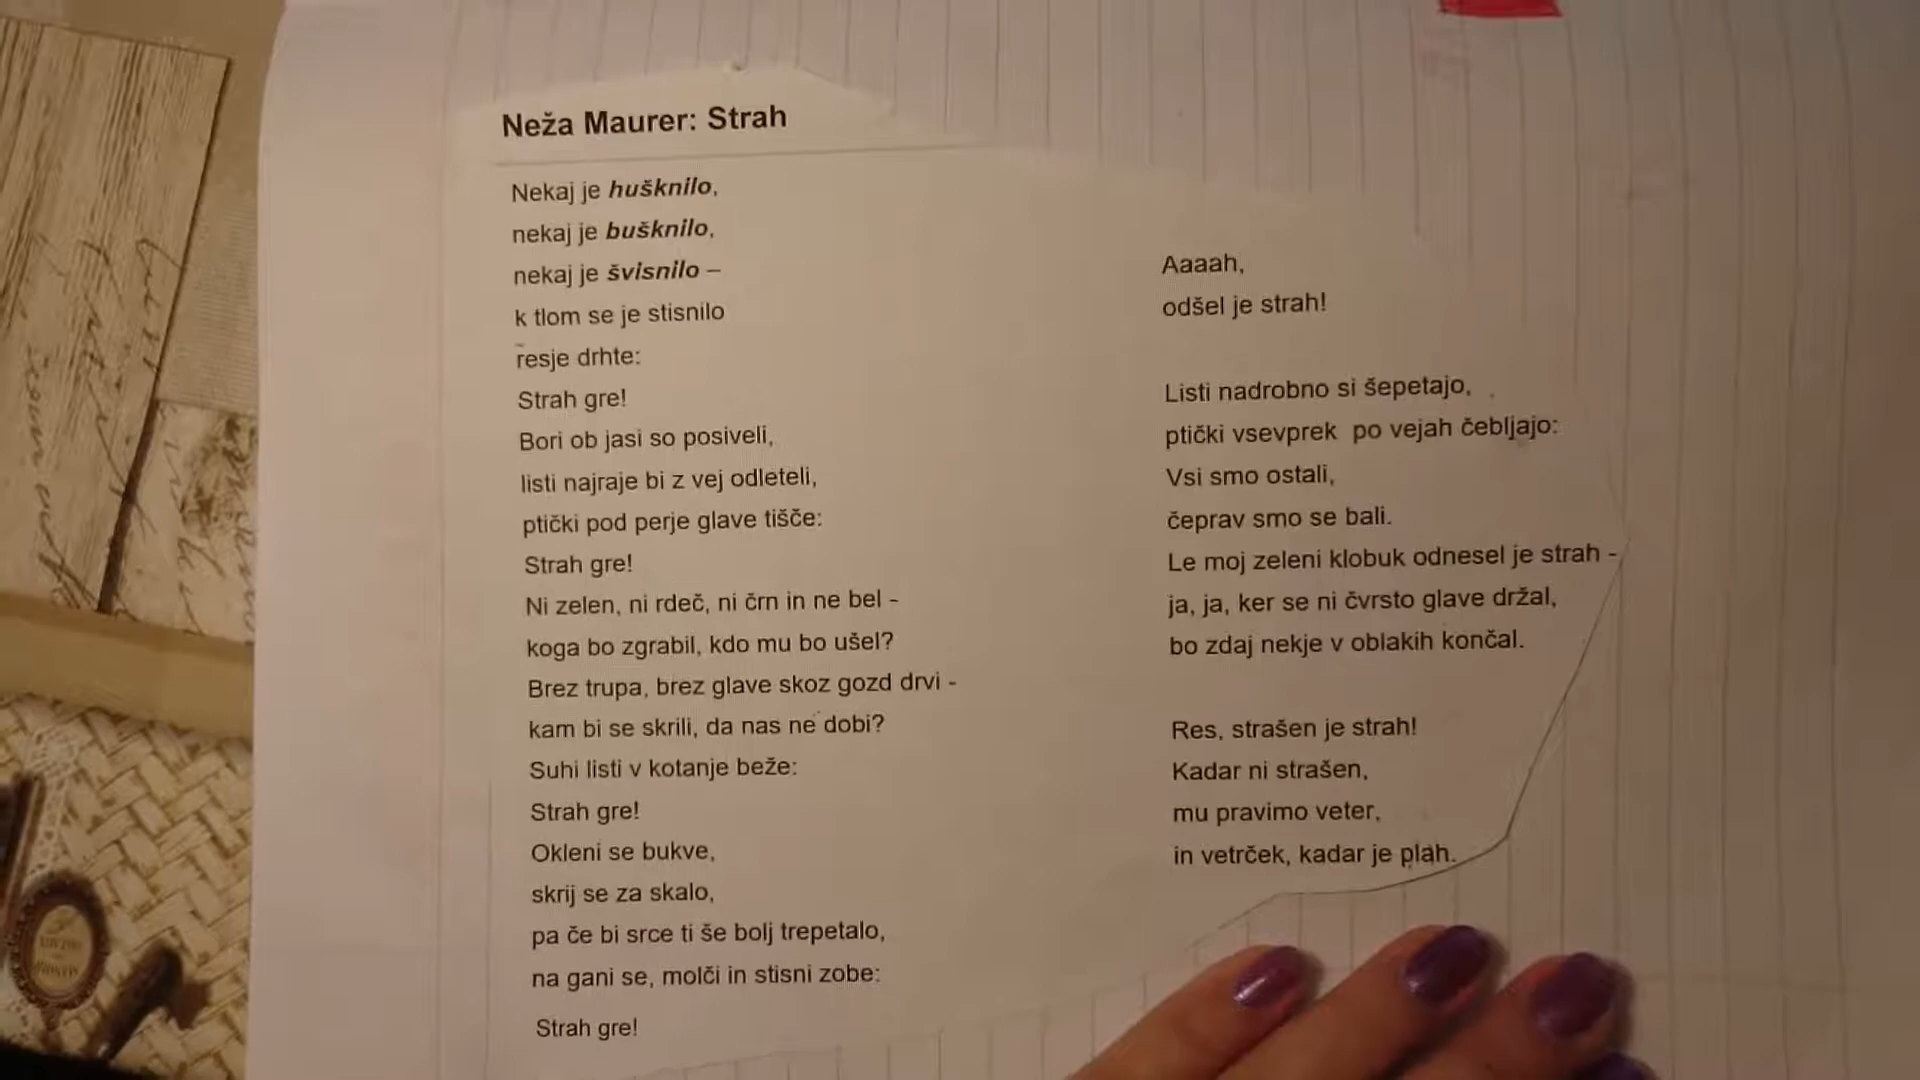 Neža Maurer: Strah
Nekaj je hušknilo,
nekaj je bušknilo,
nekaj je švisnilo –
k tlom se je stisnilo
resje drhte:
Strah gre!
Bori ob jasi so posiveli,
listi najraje bi z vej odleteli,
ptički pod perje glave tišče:
Strah gre!
Ni zelen, ni rdeč, ni črn in ne bel -
koga bo zgrabil, kdo mu bo ušel?
Brez trupa, brez glave skoz gozd drvi -
kam bi se skrili, da nas ne dobi?
Suhi listi v kotanje beže:
Strah gre!
Okleni se bukve,
skrij se za skalo,
pa če bi srce ti še bolj trepetalo,
na gani se, molči in stisni zobe:
Strah gre!
Aaaah,
odšel je strah!
Listi nadrobno si šepetajo,
ptički vsevprek po vejah čebljajo:
Vsi smo ostali,
čeprav smo se bali.
Le moj zeleni klobuk odnesel je strah -
ja, ja, ker se ni čvrsto glave držal,
bo zdaj nekje v oblakih končal.
Res, strašen je strah!
Kadar ni strašen,
mu pravimo veter,
in vetrček, kadar je plah.